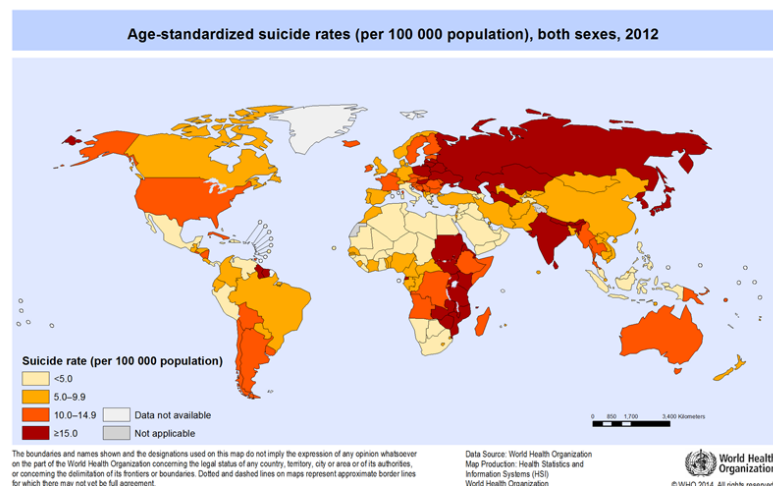 Age-standardized suicide rates (per 100 000 population), both sexes, 2012
Suicide rate (per 100 000 population)
<5.0
5.0–9.9
10.0–14.9
≥15.0
Data not available
Not applicable
0 850 1,700 3,400 Kilometers
The boundaries and names shown and the designations used on this map do not imply the expression of any opinion whatsoever
on the part of the World Health Organization concerning the legal status of any country, territory, city or area or of its authorities,
or concerning the delimitation of its frontiers or boundaries. Dotted and dashed lines on maps represent approximate border lines
for which there may not yet be full agreement.
Data Source: World Health Organization
Map Production: Health Statistics and
Information Systems (HSI)
World Health Organization
World Health
Organization
© WHO 2014. All rights reserved